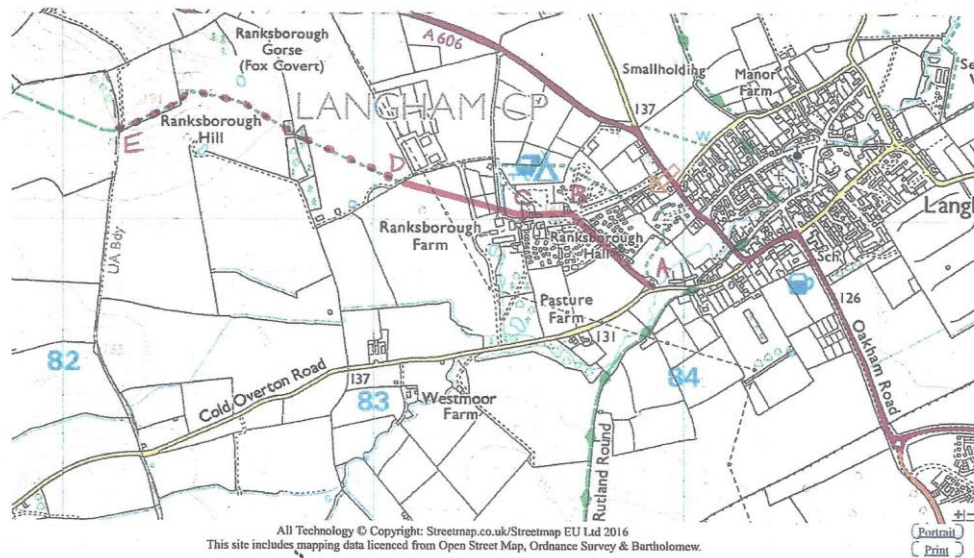 Ranksborough
Gorse
(Fox Covert)
A 606
Smallholding
Manor
Farm
137
LANGHAM CP
Ranksborough
Hill
E
D
C
B
A
W
Ranksborough
Farm
Ranksborough
Hall
Sch
126
UA Bdy
Pasture
Farm
131
82
137
83
84
Cold Overton Road
Westmoor
Farm
Rutland Round
Oakham Road
All Technology © Copyright: Streetmap.co.uk/Streetmap EU Ltd 2016
This site includes mapping data licenced from Open Street Map, Ordnance Survey & Bartholomew.
Portrait
Print